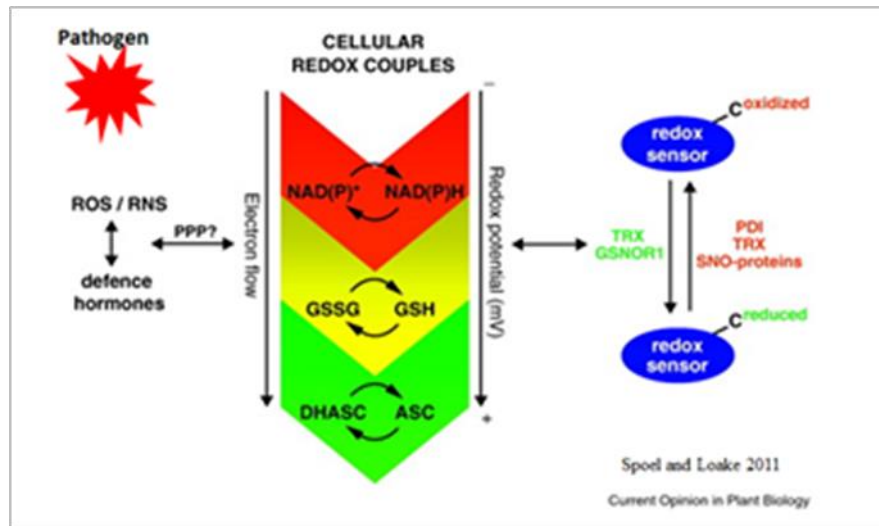 Pathogen
CELLULAR
REDOX COUPLES
ROS / RNS
PPP?
defence
hormones
Electron flow
−
NAD(P)⁺ NAD(P)H
GSSG GSH
DHASC ASC
Redox potential (mV)
+
C oxidized
redox
sensor
TRX
GSNOR1
PDI
TRX
SNO-proteins
C reduced
redox
sensor
Spoel and Loake 2011
Current Opinion in Plant Biology